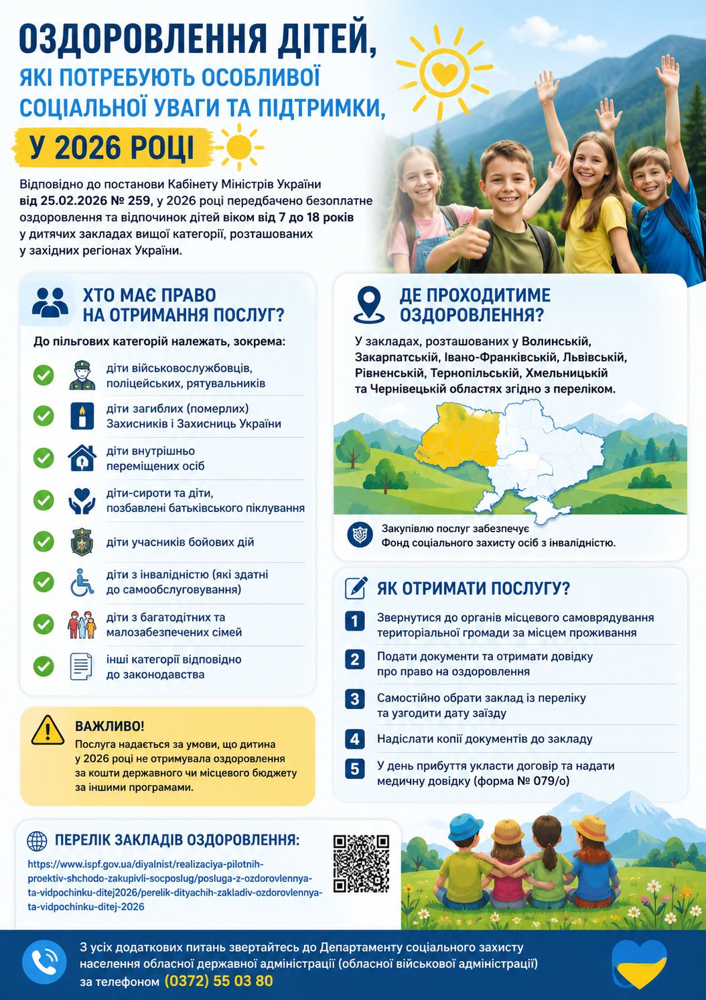 ОЗДОРОВЛЕННЯ ДІТЕЙ,
ЯКІ ПОТРЕБУЮТЬ ОСОБЛИВОЇ
СОЦІАЛЬНОЇ УВАГИ ТА ПІДТРИМКИ,
У 2026 РОЦІ
Відповідно до постанови Кабінету Міністрів України
від 25.02.2026 № 259, у 2026 році передбачено безоплатне
оздоровлення та відпочинок дітей віком від 7 до 18 років
у дитячих закладах вищої категорії, розташованих
у західних регіонах України.
ХТО МАЄ ПРАВО
НА ОТРИМАННЯ ПОСЛУГ?
До пільгових категорій належать, зокрема:
діти військовослужбовців,
поліцейських, рятувальників
діти загиблих (померлих)
Захисників і Захисниць України
діти внутрішньо
переміщених осіб
діти-сироти та діти,
позбавлені батьківського піклування
діти учасників бойових дій
діти з інвалідністю (які здатні
до самообслуговування)
діти з багатодітних та
малозабезпечених сімей
інші категорії відповідно
до законодавства
ВАЖЛИВО!
Послуга надається за умови, що дитина
у 2026 році не отримувала оздоровлення
за кошти державного чи місцевого бюджету
за іншими програмами.
ДЕ ПРОХОДИТИМЕ
ОЗДОРОВЛЕННЯ?
У закладах, розташованих у Волинській,
Закарпатській, Івано-Франківській, Львівській,
Рівненській, Тернопільській, Хмельницькій
та Чернівецькій областях згідно з переліком.
Закупівлю послуг забезпечує
Фонд соціального захисту осіб з інвалідністю.
ЯК ОТРИМАТИ ПОСЛУГУ?
1 Звернутися до органів місцевого самоврядування
територіальної громади за місцем проживання
2 Подати документи та отримати довідку
про право на оздоровлення
3 Самостійно обрати заклад із переліку
та узгодити дату заїзду
4 Надіслати копії документів до закладу
5 У день прибуття укласти договір та надати
медичну довідку (форма № 079/о)
ПЕРЕЛІК ЗАКЛАДІВ ОЗДОРОВЛЕННЯ:
https://www.ispf.gov.ua/diyalnist/realizaciya-pilotnih-
proektiv-shchodo-zakupivli-socposlug/posluga-z-ozdorovlennya-
ta-vidpochinku-ditej2026/perelik-dityachih-zakladiv-ozdorovlennya-
ta-vidpochinku-ditej-2026
З усіх додаткових питань звертайтесь до Департаменту соціального захисту
населення обласної державної адміністрації (обласної військової адміністрації)
за телефоном (0372) 55 03 80